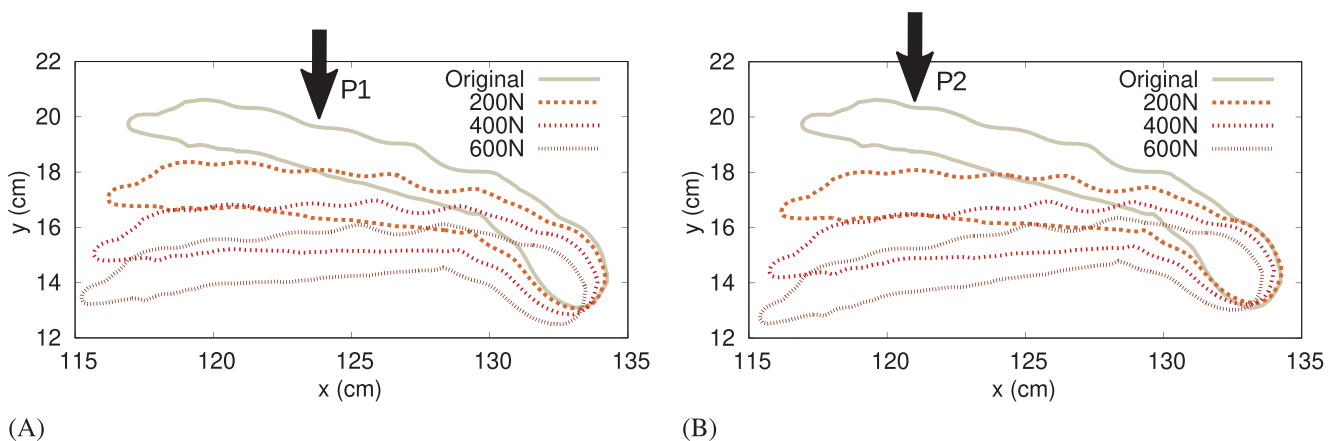 P1
22
20
18
16
14
12
y (cm)
Original
200N
400N
600N
115 120 125 130 135
x (cm)
(A)
P2
22
20
18
16
14
12
y (cm)
Original
200N
400N
600N
115 120 125 130 135
x (cm)
(B)